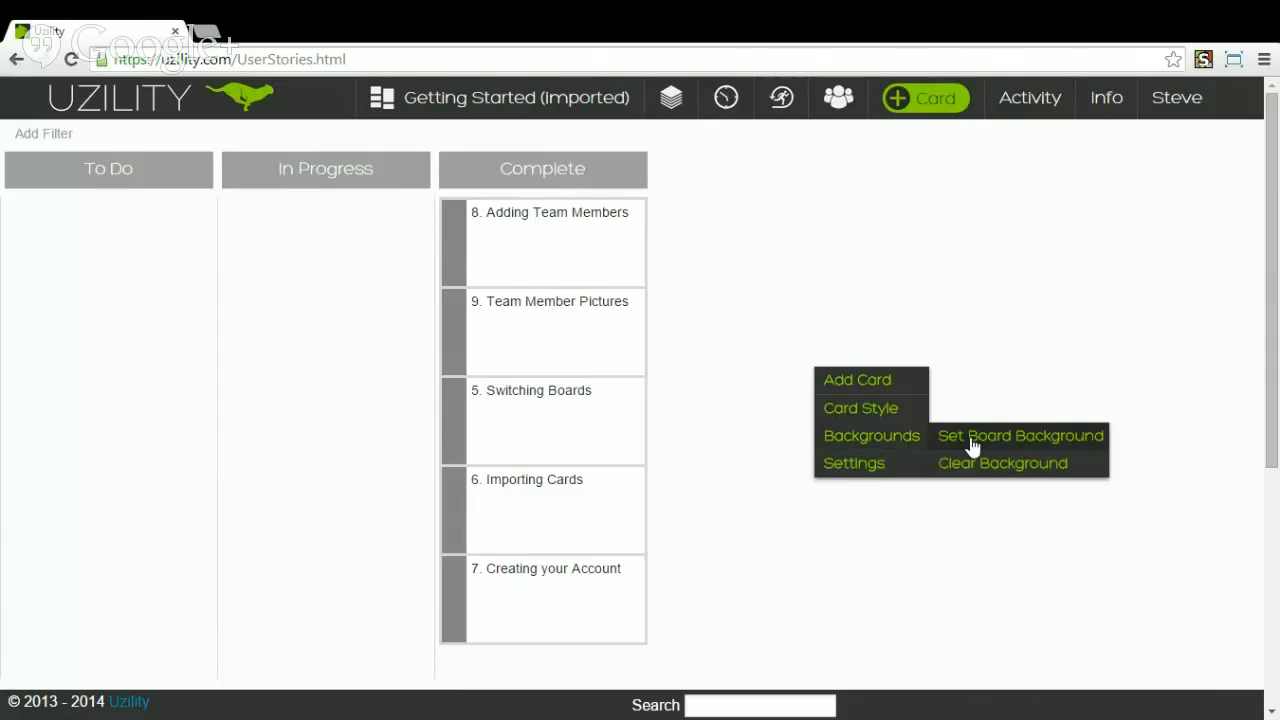 Uzility
Google+
https://uzility.com/UserStories.html
UZILITY
Getting Started (imported)
Card
Activity
Info
Steve
Add Filter
To Do
In Progress
Complete
8. Adding Team Members
9. Team Member Pictures
5. Switching Boards
6. Importing Cards
7. Creating your Account
Add Card
Card Style
Backgrounds
Set Board Background
Settings
Clear Background
© 2013 - 2014 Uzility
Search